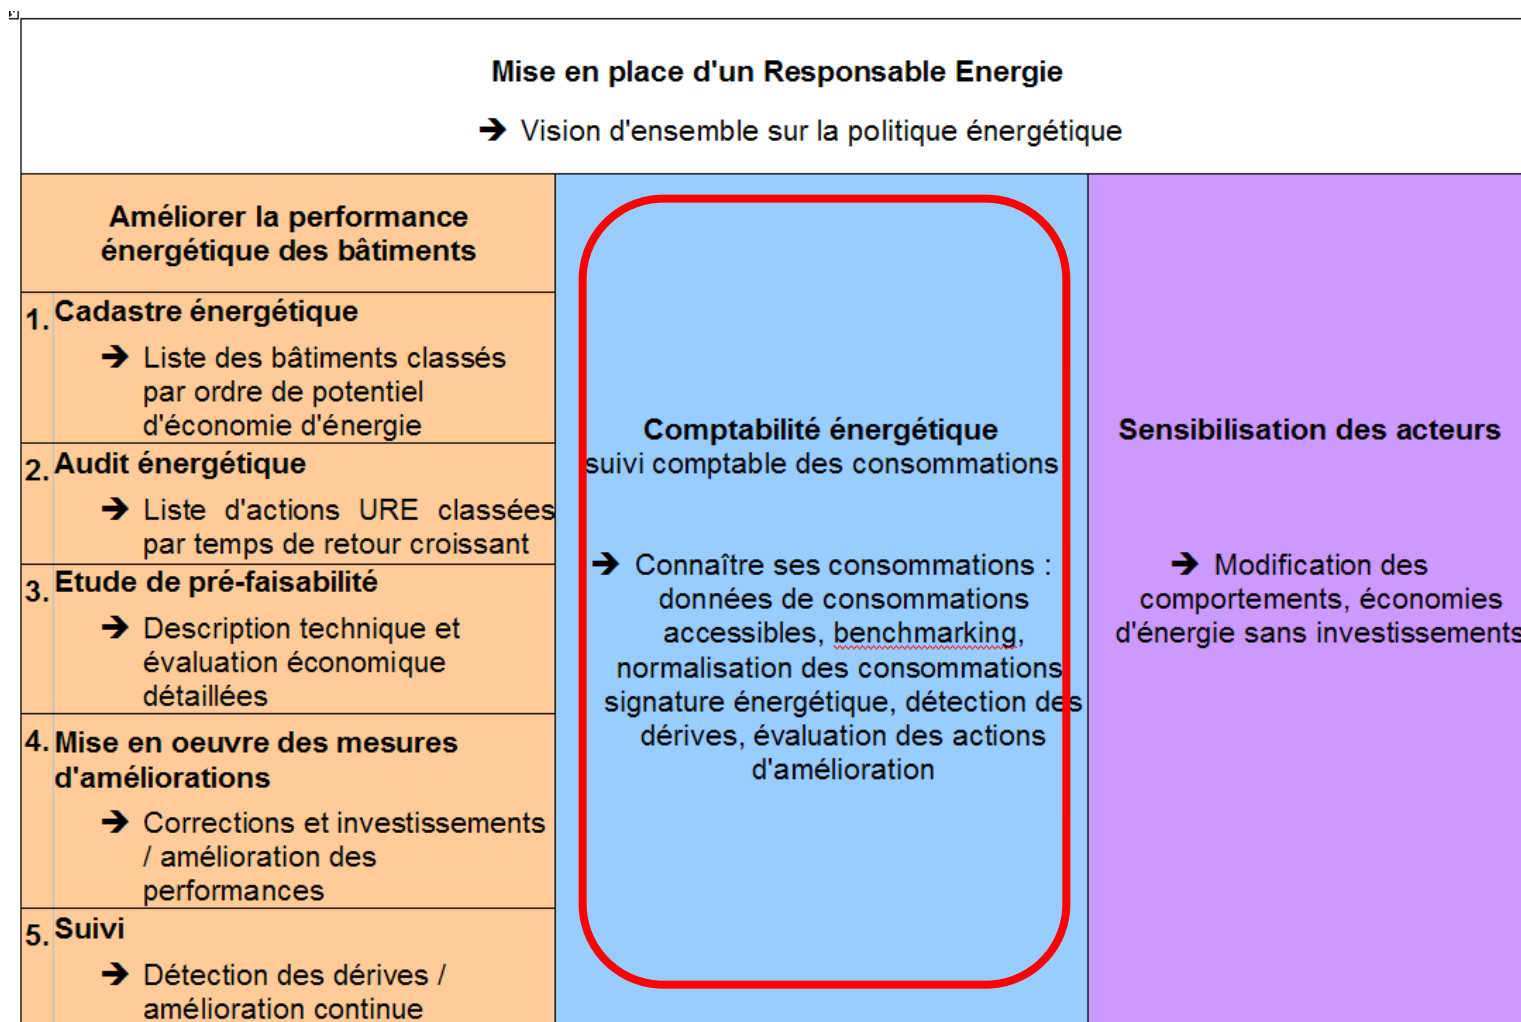 Mise en place d'un Responsable Energie
➔ Vision d'ensemble sur la politique énergétique
Améliorer la performance
énergétique des bâtiments
1. Cadastre énergétique
➔ Liste des bâtiments classés
par ordre de potentiel
d'économie d'énergie
2. Audit énergétique
➔ Liste d'actions URE classées
par temps de retour croissant
3. Etude de pré-faisabilité
➔ Description technique et
évaluation économique
détaillées
4. Mise en oeuvre des mesures
d'améliorations
➔ Corrections et investissements
/ amélioration des
performances
5. Suivi
➔ Détection des dérives /
amélioration continue
Comptabilité énergétique
suivi comptable des consommations
➔ Connaître ses consommations :
données de consommations
accessibles, benchmarking,
normalisation des consommations
signature énergétique, détection des
dérives, évaluation des actions
d'amélioration
Sensibilisation des acteurs
➔ Modification des
comportements, économies
d'énergie sans investissements